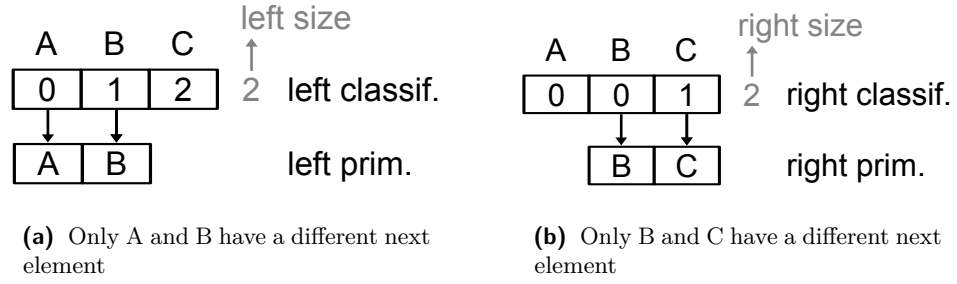 left size
A B C
0 1 2 2 left classif.
A B left prim.
(a) Only A and B have a different next
element
right size
A B C
0 0 1 2 right classif.
B C right prim.
(b) Only B and C have a different next
element